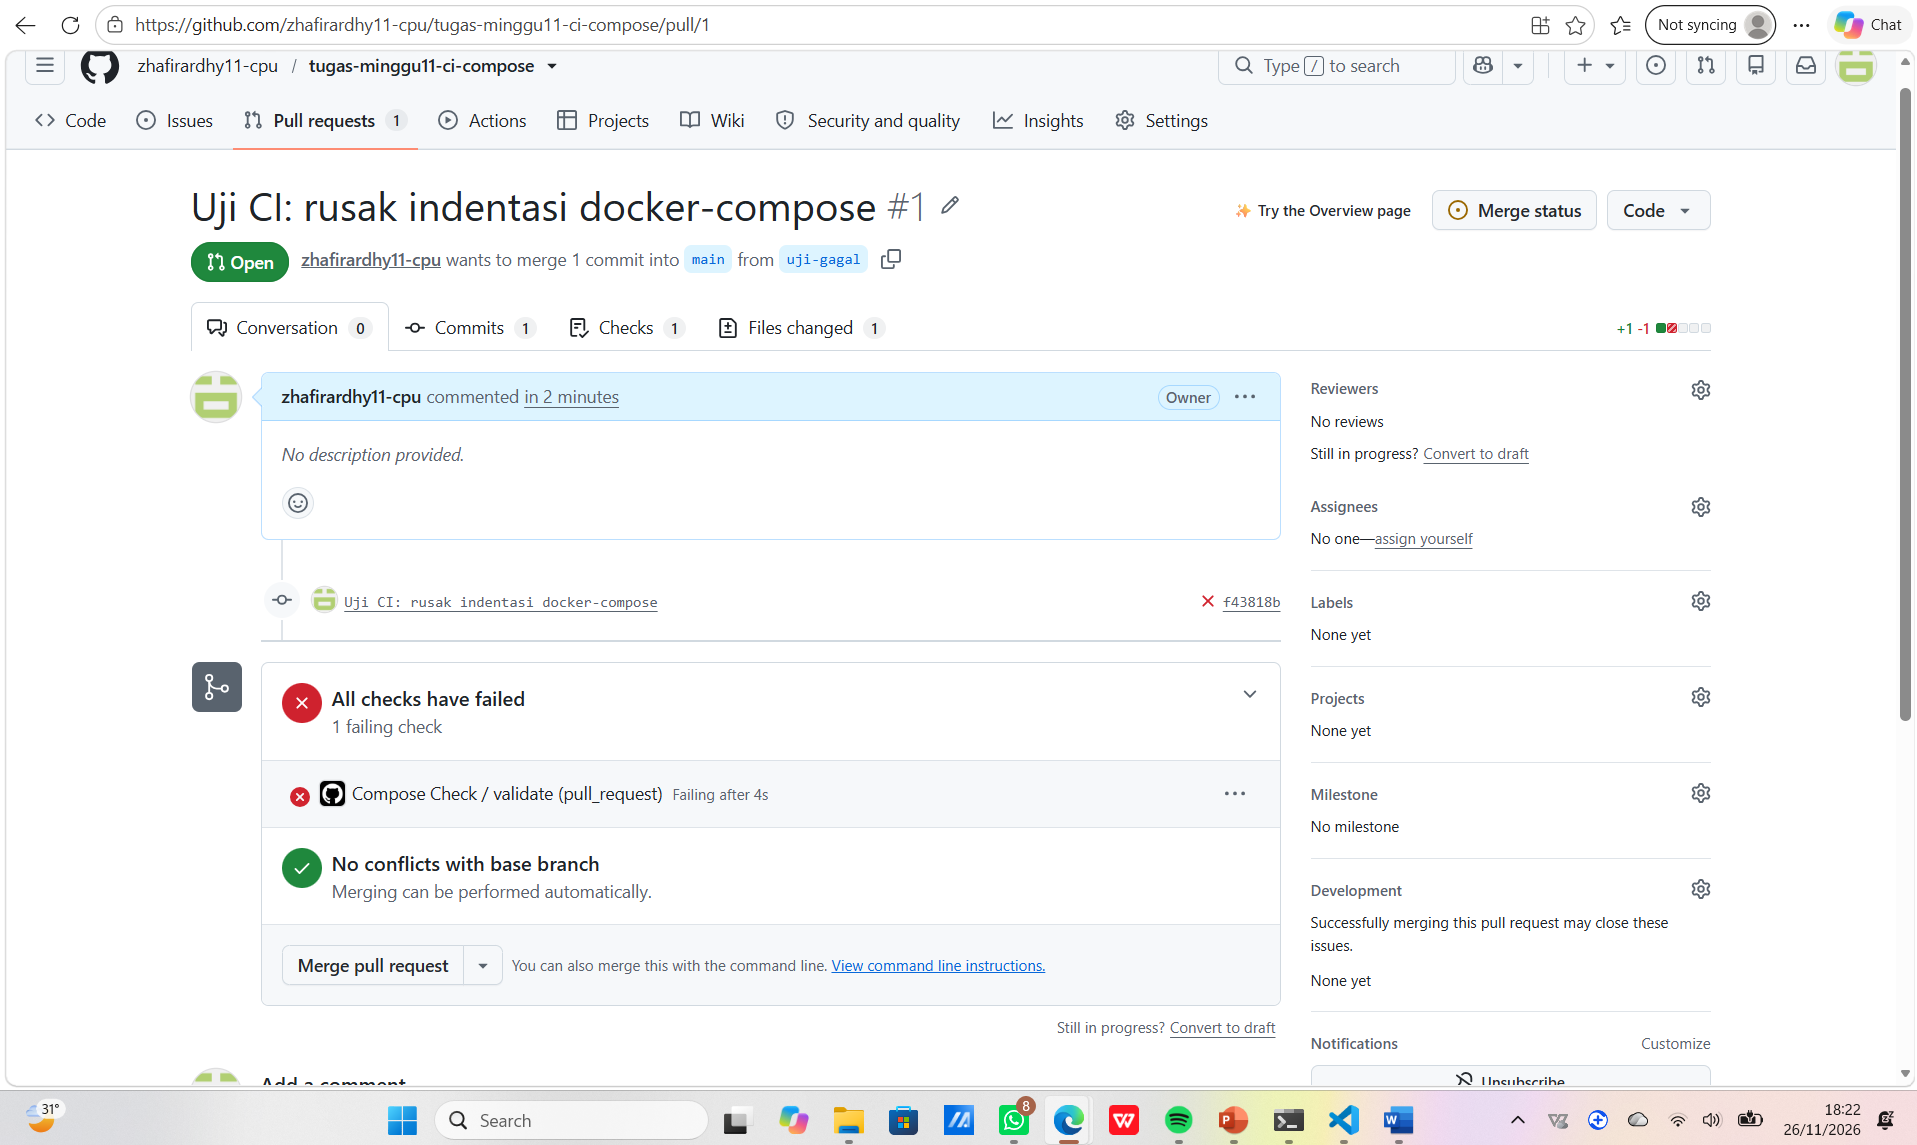 https://github.com/zhafirardhy11-cpu/tugas-minggu11-ci-compose/pull/1
Not syncing
Chat
zhafirardhy11-cpu / tugas-minggu11-ci-compose
Type / to search
Code
Issues
Pull requests 1
Actions
Projects
Wiki
Security and quality
Insights
Settings
Uji CI: rusak indentasi docker-compose #1
Try the Overview page
Merge status
Code
Open
zhafirardhy11-cpu wants to merge 1 commit into main from uji-gagal
Conversation 0
Commits 1
Checks 1
Files changed 1
+1 -1
zhafirardhy11-cpu commented in 2 minutes
Owner
No description provided.
Uji CI: rusak indentasi docker-compose
f43818b
All checks have failed
1 failing check
Compose Check / validate (pull_request) Failing after 4s
No conflicts with base branch
Merging can be performed automatically.
Merge pull request
You can also merge this with the command line. View command line instructions.
Still in progress? Convert to draft
Add a comment
Reviewers
No reviews
Still in progress? Convert to draft
Assignees
No one—assign yourself
Labels
None yet
Projects
None yet
Milestone
No milestone
Development
Successfully merging this pull request may close these
issues.
None yet
Notifications
Customize
Unsubscribe
31°
Search
8
18:22
26/11/2026